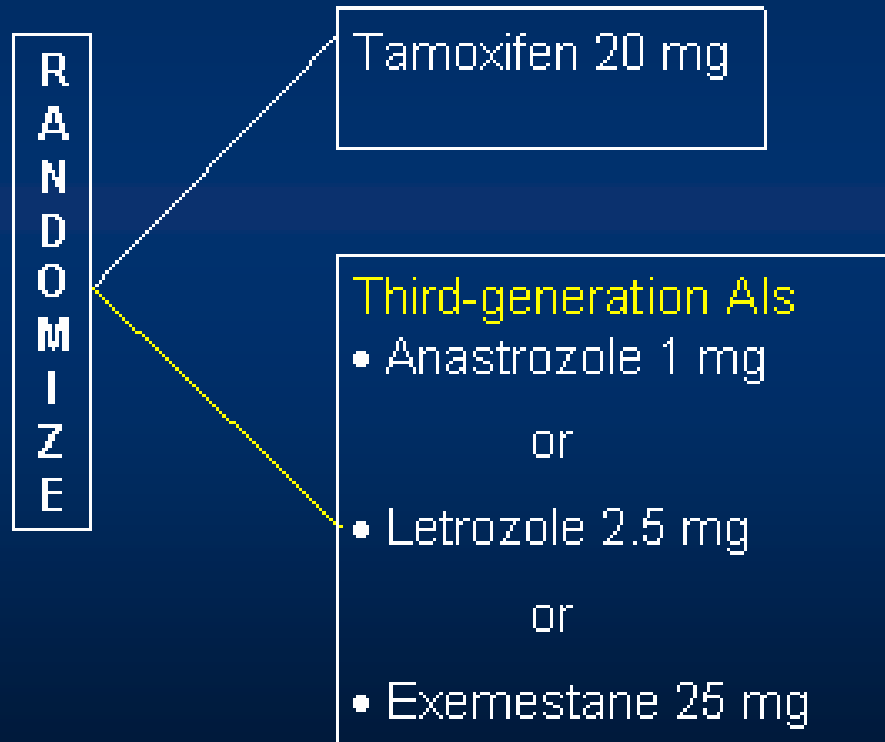 RANDOMIZE
Tamoxifen 20 mg
Third-generation AIs
• Anastrozole 1 mg
or
• Letrozole 2.5 mg
or
• Exemestane 25 mg